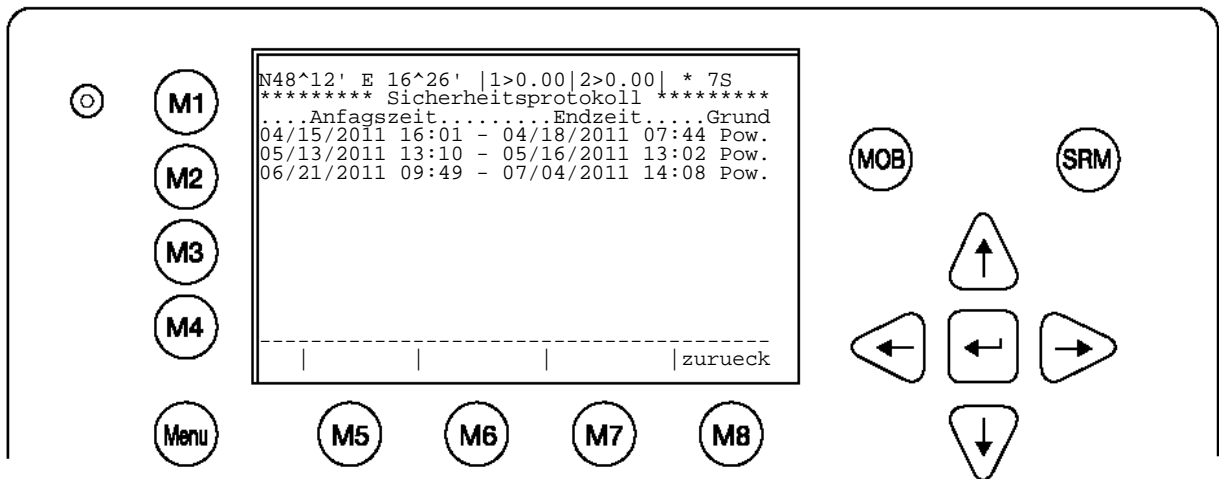 N48^12' E 16^26' |1>0.00|2>0.00| * 7S
********* Sicherheitsprotokoll *********
....Anfagszeit.........Endzeit.....Grund
04/15/2011 16:01 - 04/18/2011 07:44 Pow.
05/13/2011 13:10 - 05/16/2011 13:02 Pow.
06/21/2011 09:49 - 07/04/2011 14:08 Pow.
----------------------------------------
| | | |zurueck
M1
M2
M3
M4
Menu
M5
M6
M7
M8
MOB
SRM